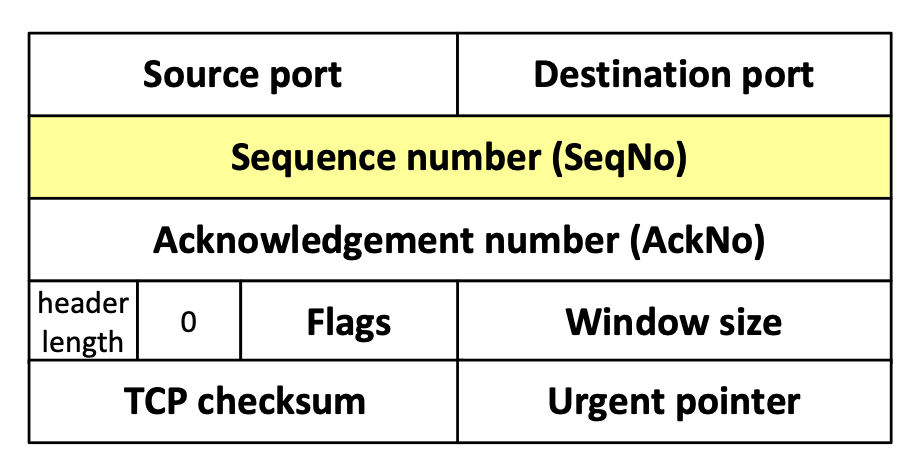 Source port
Destination port
Sequence number (SeqNo)
Acknowledgement number (AckNo)
header
length
0
Flags
Window size
TCP checksum
Urgent pointer